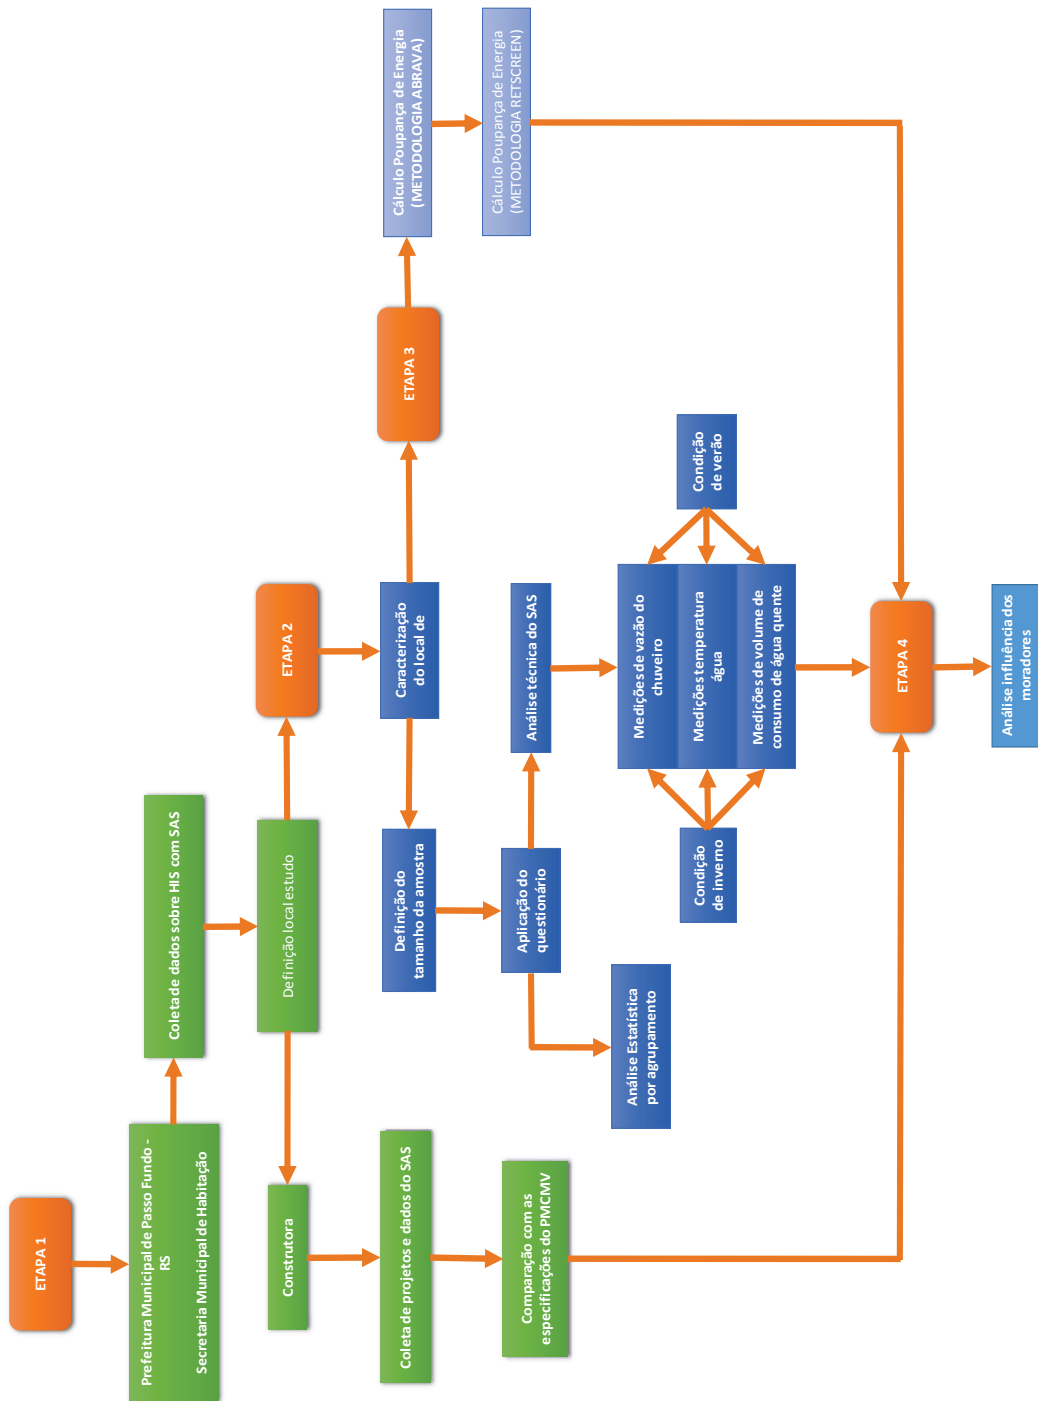 ETAPA 1
Prefeitura Municipal de Passo Fundo -
RS
Secretaria Municipal de Habitação
Coleta de dados sobre HIS com SAS
Definição local estudo
Construtora
Coleta de projetos e dados do SAS
Comparação com as
especificações do PMCMV
ETAPA 2
Caracterização
do local de
Definição do
tamanho da amostra
Aplicação do
questionário
Análise Estatística
por agrupamento
Análise técnica do SAS
Medições de vazão do
chuveiro
Medições temperatura
água
Medições de volume de
consumo de água quente
Condição
de inverno
Condição
de verão
ETAPA 3
Cálculo Poupança de Energia
(METODOLOGIA ABRAVA)
Cálculo Poupança de Energia
(METODOLOGIA RETSCREEN)
ETAPA 4
Análise influência dos
moradores